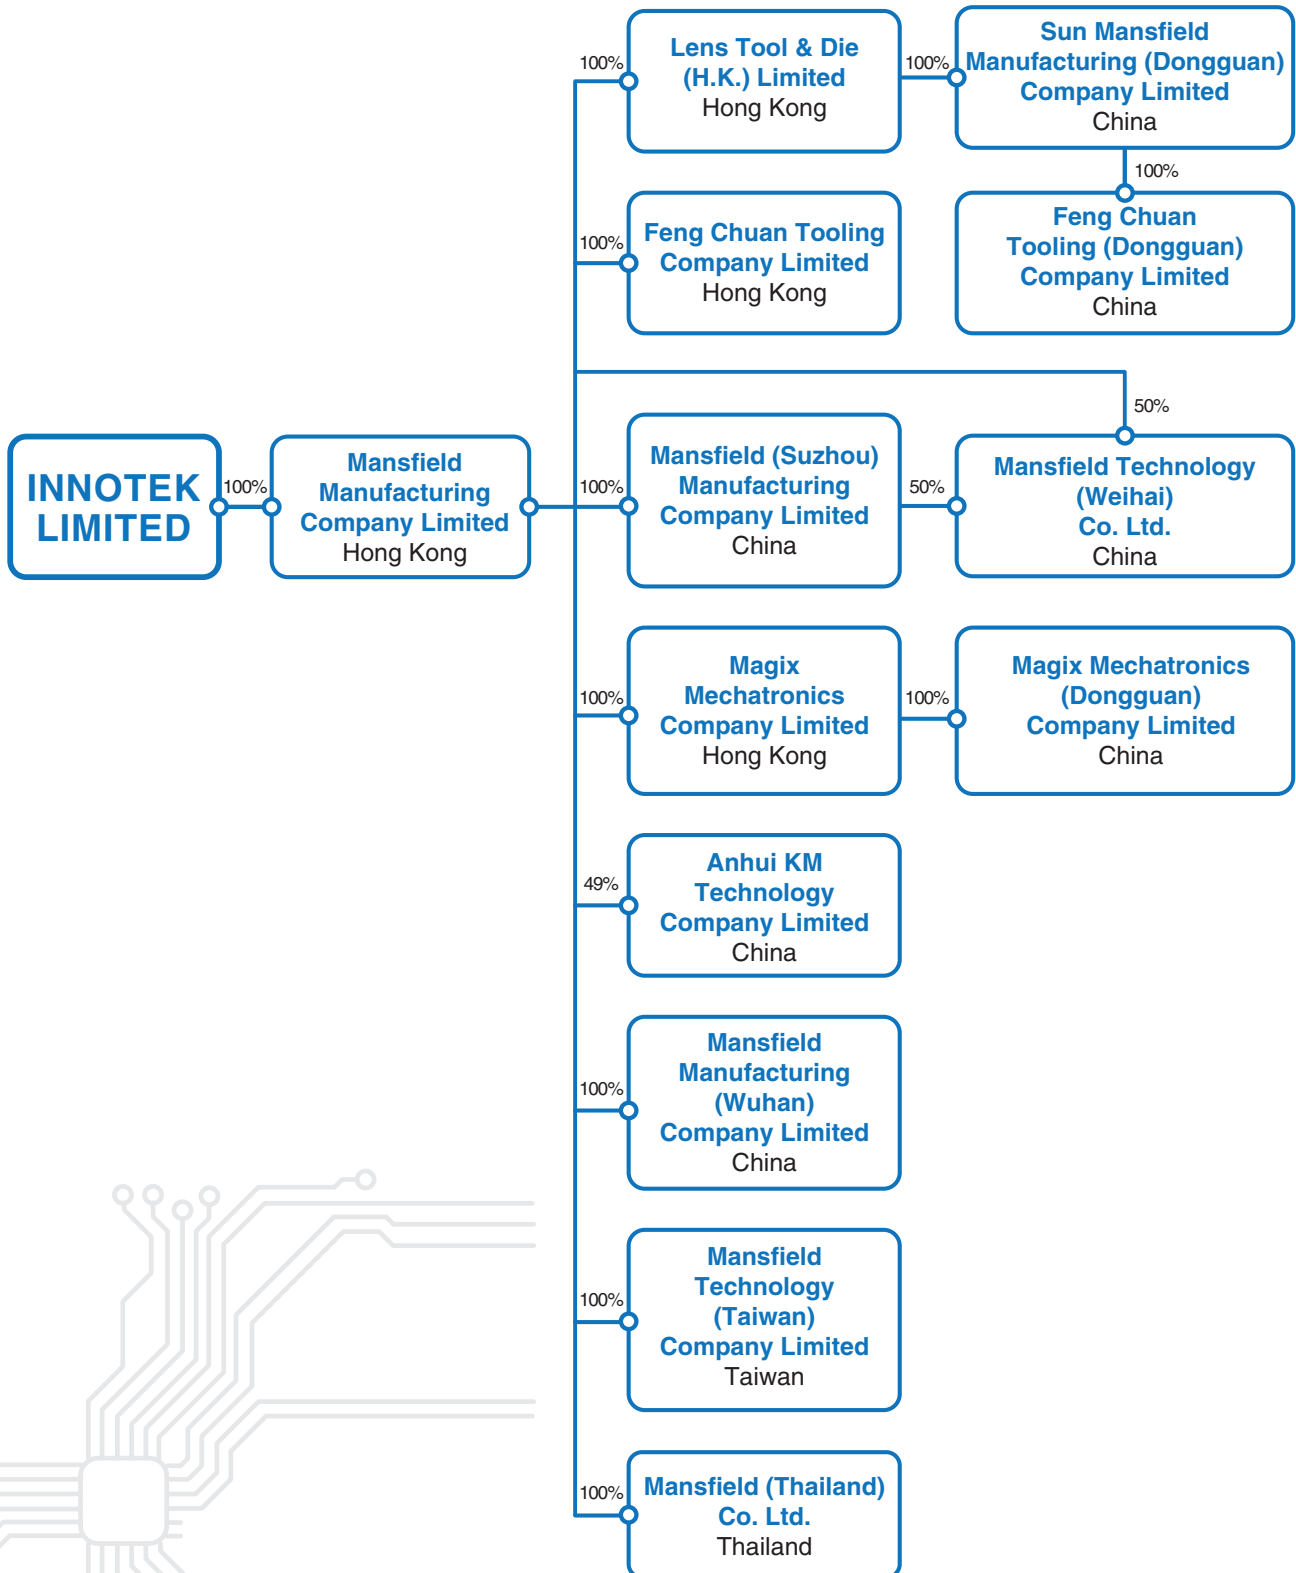 INNOTEK
LIMITED
100%
Mansfield
Manufacturing
Company Limited
Hong Kong
100%
Lens Tool & Die
(H.K.) Limited
Hong Kong
100%
Sun Mansfield
Manufacturing (Dongguan)
Company Limited
China
100%
Feng Chuan
Tooling (Dongguan)
Company Limited
China
100%
Feng Chuan Tooling
Company Limited
Hong Kong
50%
100%
Mansfield (Suzhou)
Manufacturing
Company Limited
China
50%
Mansfield Technology
(Weihai)
Co. Ltd.
China
100%
Magix
Mechatronics
Company Limited
Hong Kong
100%
Magix Mechatronics
(Dongguan)
Company Limited
China
49%
Anhui KM
Technology
Company Limited
China
100%
Mansfield
Manufacturing
(Wuhan)
Company Limited
China
100%
Mansfield
Technology
(Taiwan)
Company Limited
Taiwan
100%
Mansfield (Thailand)
Co. Ltd.
Thailand